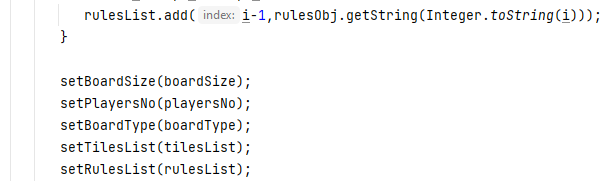 rulesList.add( index: i-1,rulesObj.getString(Integer.toString(i)));
}
setBoardSize(boardSize);
setPlayersNo(playersNo);
setBoardType(boardType);
setTilesList(tilesList);
setRulesList(rulesList);